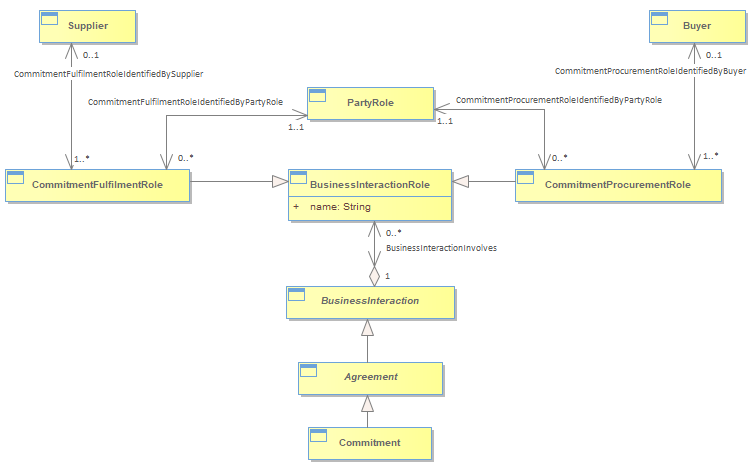 Supplier
Buyer
0..1
0..1
CommitmentFulfilmentRoleIdentifiedBySupplier
CommitmentProcurementRoleIdentifiedByBuyer
CommitmentFulfilmentRoleIdentifiedByPartyRole
PartyRole
CommitmentProcurementRoleIdentifiedByPartyRole
1..1
1..1
1..*
0..*
0..*
1..*
CommitmentFulfilmentRole
BusinessInteractionRole
CommitmentProcurementRole
+ name: String
0..*
BusinessInteractionInvolves
1
BusinessInteraction
Agreement
Commitment